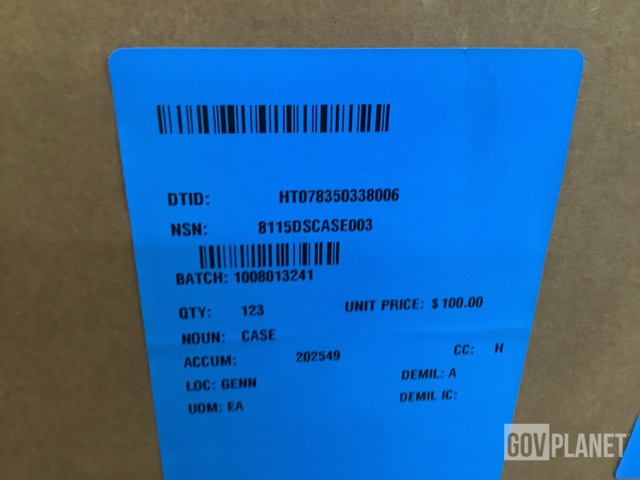 DTID: HT078350338006
NSN: 8115DSCASE003
BATCH: 1008013241
QTY: 123 UNIT PRICE: $ 100.00
NOUN: CASE
ACCUM: 202549 CC: H
LOC: GENN DEMIL: A
UOM: EA DEMIL IC:
GOVPLANET